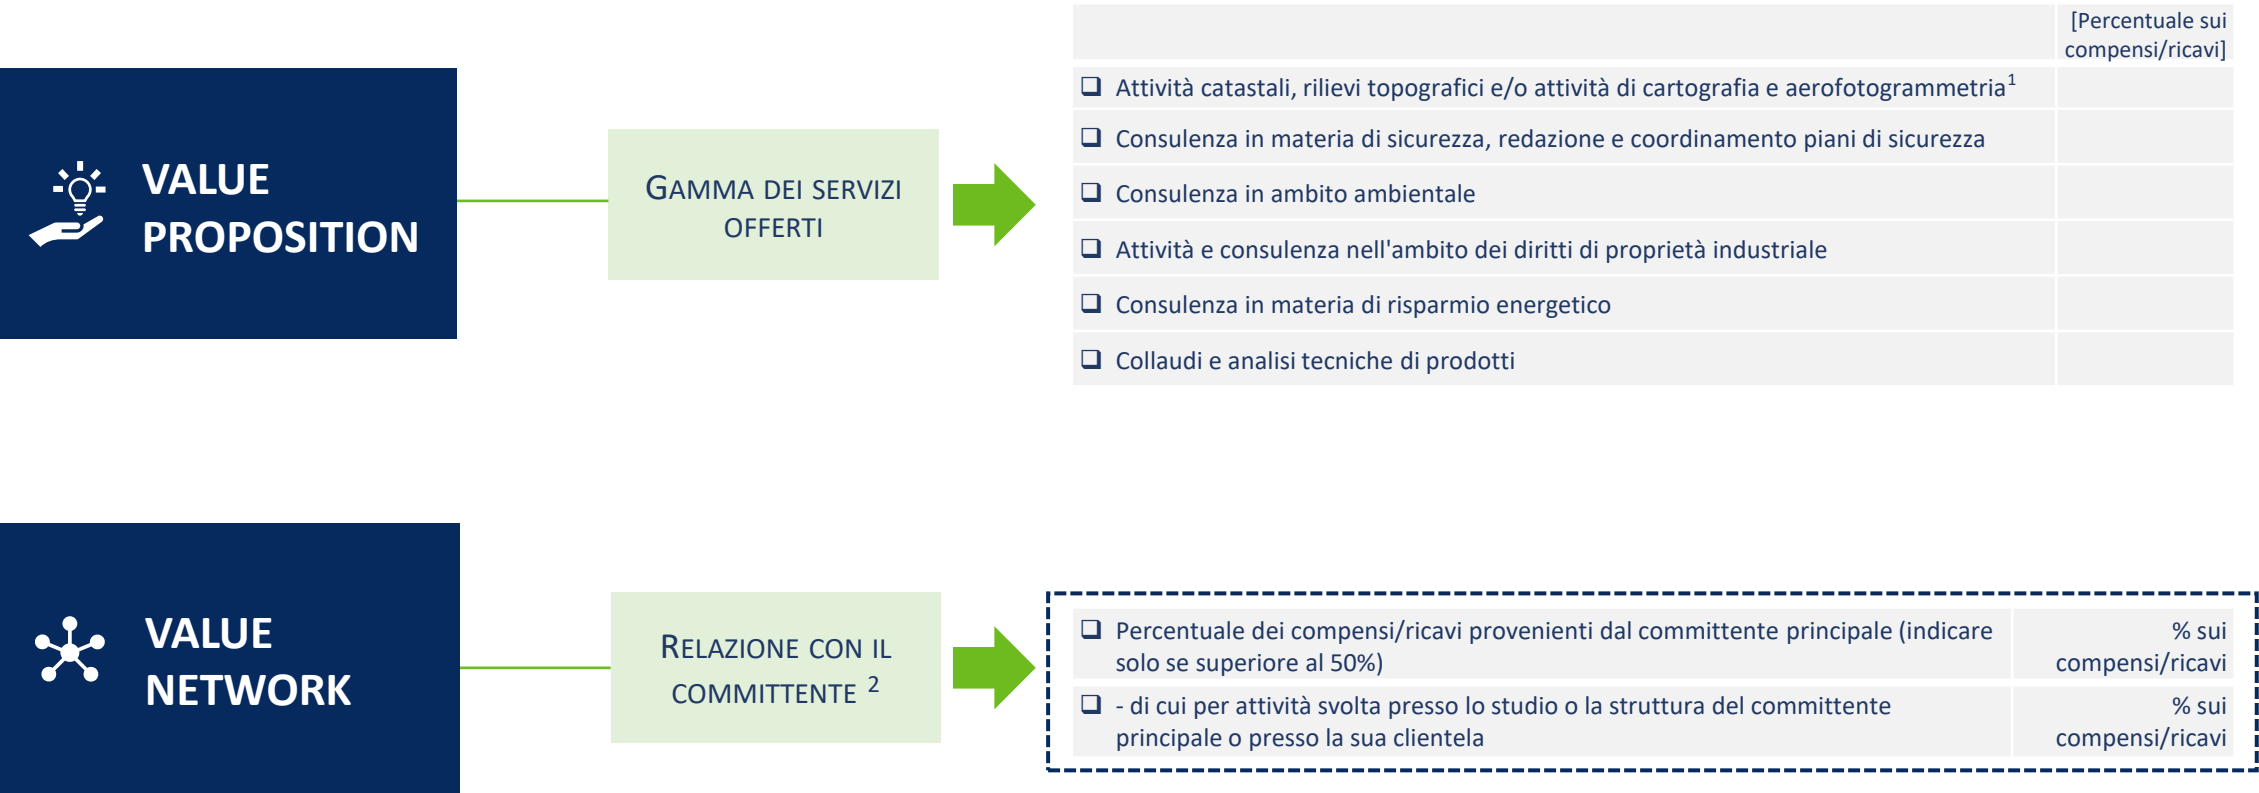 [Percentuale sui
compensi/ricavi]
VALUE
PROPOSITION
GAMMA DEI SERVIZI
OFFERTI
❑ Attività catastali, rilievi topografici e/o attività di cartografia e aerofotogrammetria¹
❑ Consulenza in materia di sicurezza, redazione e coordinamento piani di sicurezza
❑ Consulenza in ambito ambientale
❑ Attività e consulenza nell'ambito dei diritti di proprietà industriale
❑ Consulenza in materia di risparmio energetico
❑ Collaudi e analisi tecniche di prodotti
VALUE
NETWORK
RELAZIONE CON IL
COMMITTENTE ²
❑ Percentuale dei compensi/ricavi provenienti dal committente principale (indicare
solo se superiore al 50%)
% sui
compensi/ricavi
❑ - di cui per attività svolta presso lo studio o la struttura del committente
principale o presso la sua clientela
% sui
compensi/ricavi